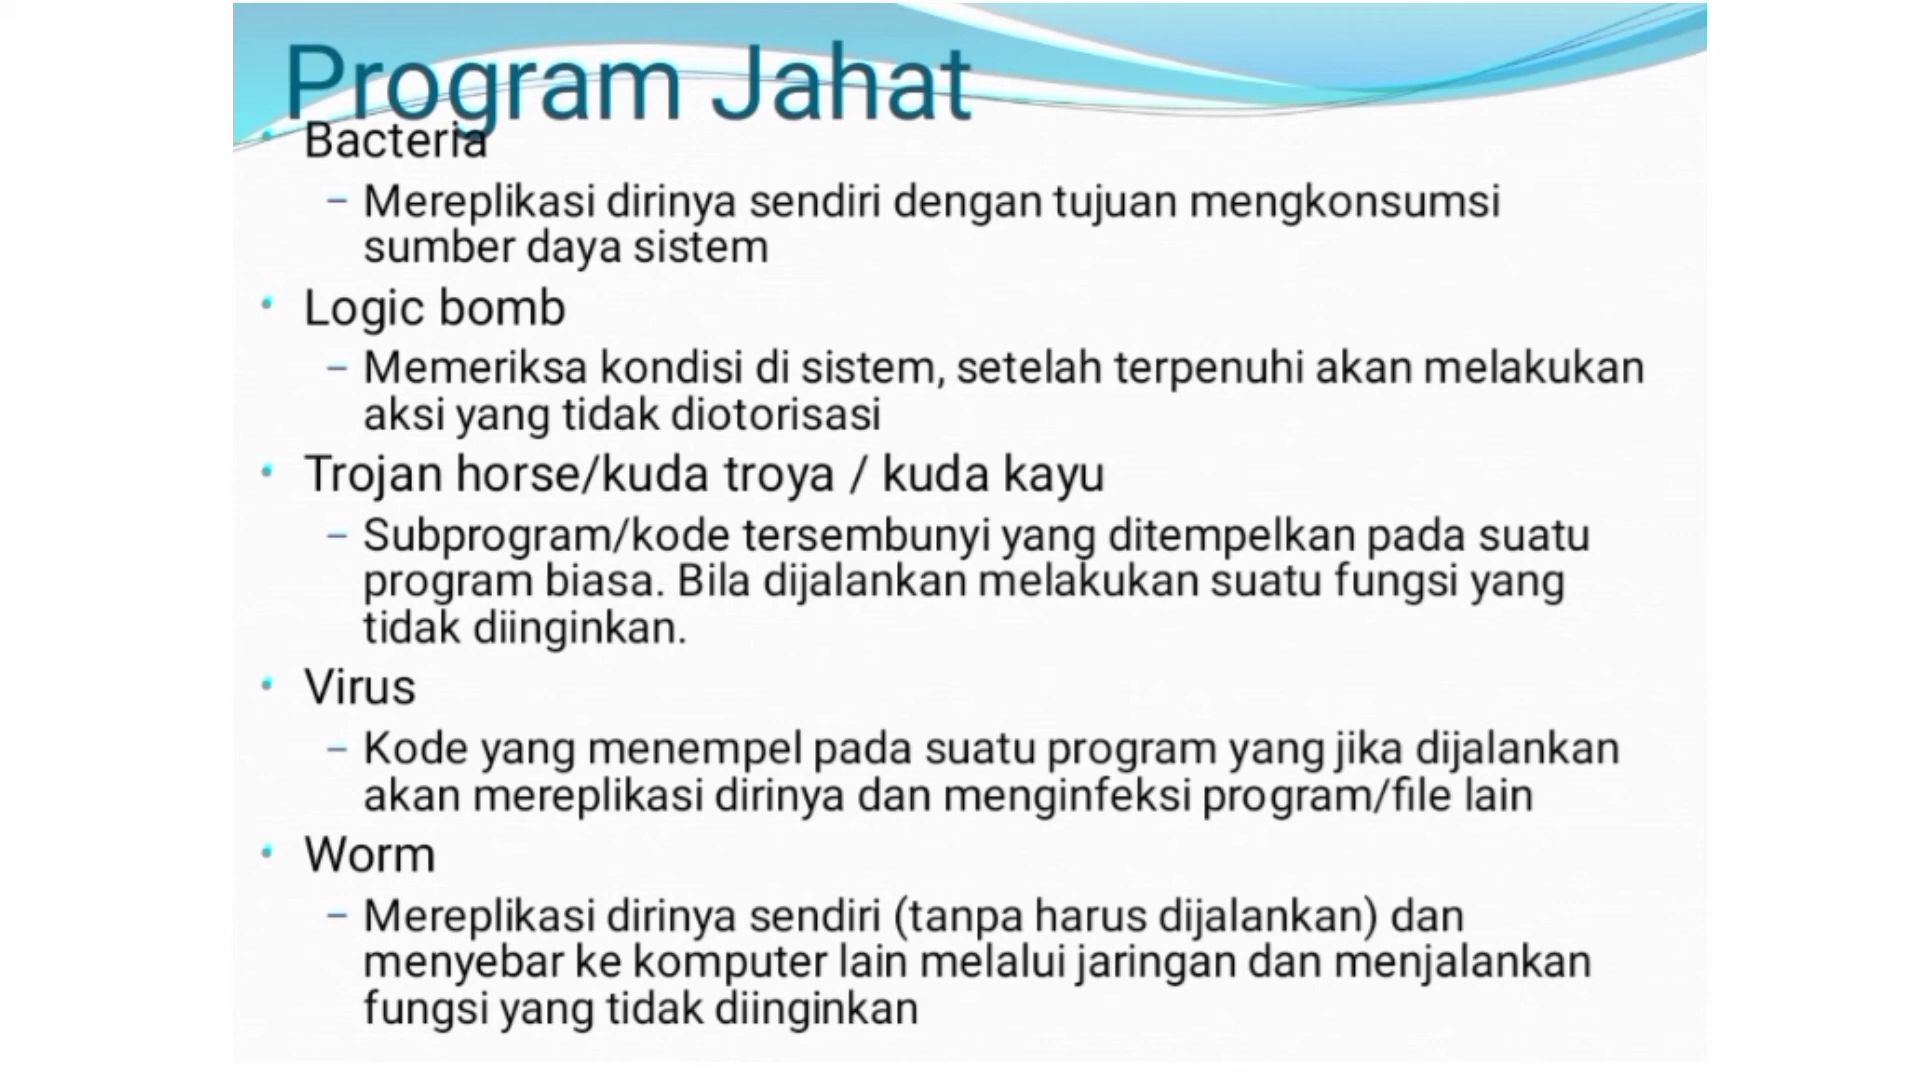 Program Jahat
• Bacteria
– Mereplikasi dirinya sendiri dengan tujuan mengkonsumsi
sumber daya sistem
• Logic bomb
– Memeriksa kondisi di sistem, setelah terpenuhi akan melakukan
aksi yang tidak diotorisasi
• Trojan horse/kuda troya / kuda kayu
– Subprogram/kode tersembunyi yang ditempelkan pada suatu
program biasa. Bila dijalankan melakukan suatu fungsi yang
tidak diinginkan.
• Virus
– Kode yang menempel pada suatu program yang jika dijalankan
akan mereplikasi dirinya dan menginfeksi program/file lain
• Worm
– Mereplikasi dirinya sendiri (tanpa harus dijalankan) dan
menyebar ke komputer lain melalui jaringan dan menjalankan
fungsi yang tidak diinginkan